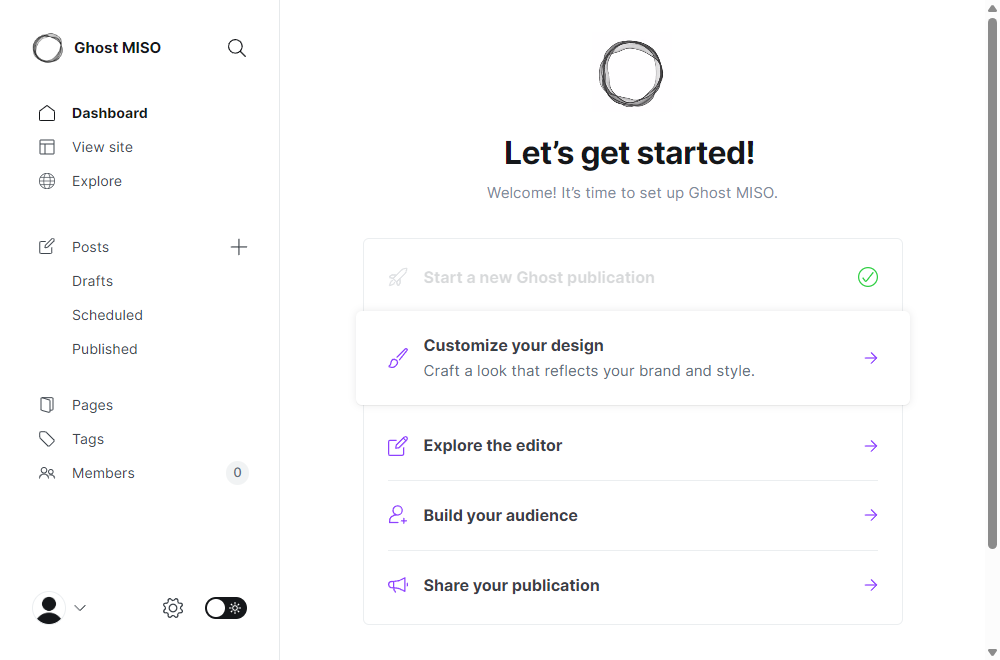 Ghost MISO
Dashboard
View site
Explore
Posts
Drafts
Scheduled
Published
Pages
Tags
Members 0
Let’s get started!
Welcome! It’s time to set up Ghost MISO.
Start a new Ghost publication
Customize your design
Craft a look that reflects your brand and style.
Explore the editor
Build your audience
Share your publication